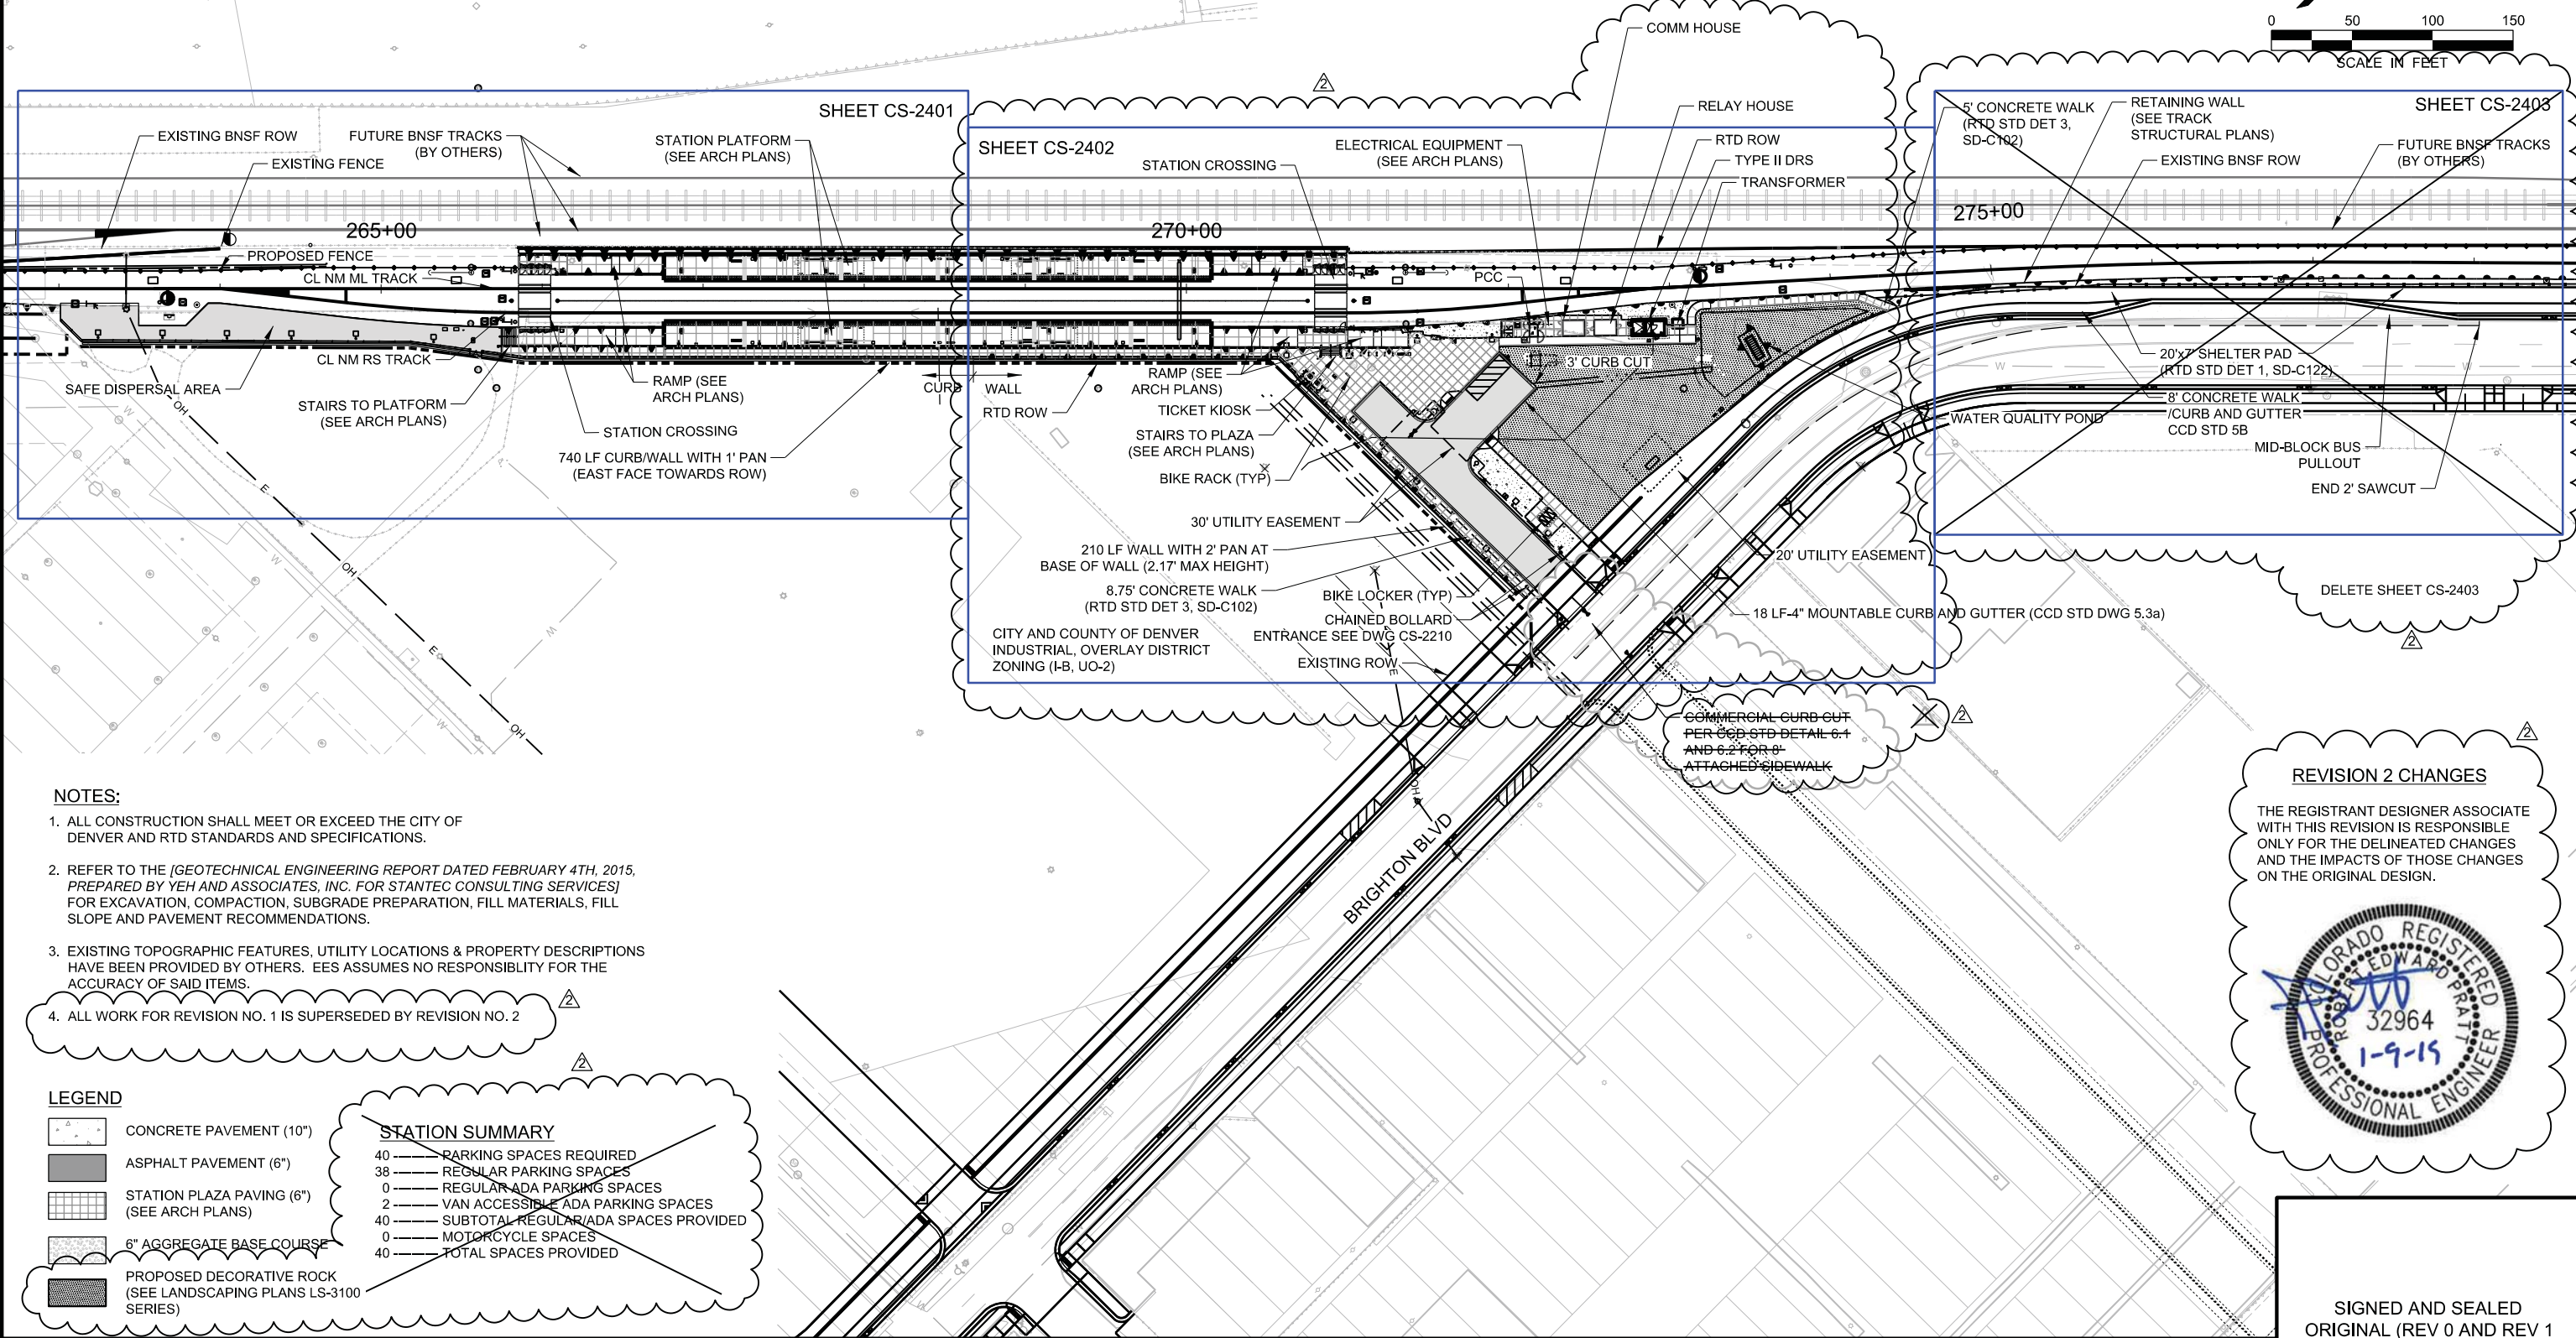 0 50 100 150
SCALE IN FEET
COMM HOUSE
2
SHEET CS-2401
RELAY HOUSE
5' CONCRETE WALK
(RTD STD DET 3,
SD-C102)
RETAINING WALL
(SEE TRACK
STRUCTURAL PLANS)
SHEET CS-2403
EXISTING BNSF ROW
FUTURE BNSF TRACKS
(BY OTHERS)
STATION PLATFORM
(SEE ARCH PLANS)
SHEET CS-2402
ELECTRICAL EQUIPMENT
(SEE ARCH PLANS)
RTD ROW
TYPE II DRS
TRANSFORMER
EXISTING BNSF ROW
FUTURE BNSF TRACKS
(BY OTHERS)
EXISTING FENCE
STATION CROSSING
265+00
270+00
275+00
PROPOSED FENCE
CL NM ML TRACK
PCC
CL NM RS TRACK
3' CURB CUT
SAFE DISPERSAL AREA
STAIRS TO PLATFORM
(SEE ARCH PLANS)
RAMP (SEE
ARCH PLANS)
CURB
WALL
RTD ROW
RAMP (SEE
ARCH PLANS)
TICKET KIOSK
STAIRS TO PLAZA
(SEE ARCH PLANS)
BIKE RACK (TYP)
STATION CROSSING
740 LF CURB/WALL WITH 1' PAN
(EAST FACE TOWARDS ROW)
20'x7' SHELTER PAD
(RTD STD DET 1, SD-C122)
8' CONCRETE WALK
/CURB AND GUTTER
CCD STD 5B
WATER QUALITY POND
MID-BLOCK BUS
PULLOUT
END 2' SAWCUT
30' UTILITY EASEMENT
210 LF WALL WITH 2' PAN AT
BASE OF WALL (2.17' MAX HEIGHT)
20' UTILITY EASEMENT
8.75' CONCRETE WALK
(RTD STD DET 3, SD-C102)
BIKE LOCKER (TYP)
CHAINED BOLLARD
ENTRANCE SEE DWG CS-2210
18 LF-4" MOUNTABLE CURB AND GUTTER (CCD STD DWG 5.3a)
CITY AND COUNTY OF DENVER
INDUSTRIAL, OVERLAY DISTRICT
ZONING (I-B, UO-2)
EXISTING ROW
DELETE SHEET CS-2403
2
OH
E
OH
E
OH
COMMERCIAL CURB CUT
PER CCD STD DETAIL 6.1
AND 6.2 FOR 8'
ATTACHED SIDEWALK
2
BRIGHTON BLVD
NOTES:
1. ALL CONSTRUCTION SHALL MEET OR EXCEED THE CITY OF
DENVER AND RTD STANDARDS AND SPECIFICATIONS.
2. REFER TO THE [GEOTECHNICAL ENGINEERING REPORT DATED FEBRUARY 4TH, 2015,
PREPARED BY YEH AND ASSOCIATES, INC. FOR STANTEC CONSULTING SERVICES]
FOR EXCAVATION, COMPACTION, SUBGRADE PREPARATION, FILL MATERIALS, FILL
SLOPE AND PAVEMENT RECOMMENDATIONS.
3. EXISTING TOPOGRAPHIC FEATURES, UTILITY LOCATIONS & PROPERTY DESCRIPTIONS
HAVE BEEN PROVIDED BY OTHERS. EES ASSUMES NO RESPONSIBLITY FOR THE
ACCURACY OF SAID ITEMS.
4. ALL WORK FOR REVISION NO. 1 IS SUPERSEDED BY REVISION NO. 2
2
LEGEND
CONCRETE PAVEMENT (10")
ASPHALT PAVEMENT (6")
STATION PLAZA PAVING (6")
(SEE ARCH PLANS)
6" AGGREGATE BASE COURSE
PROPOSED DECORATIVE ROCK
(SEE LANDSCAPING PLANS LS-3100
SERIES)
2
STATION SUMMARY
40 PARKING SPACES REQUIRED
38 REGULAR PARKING SPACES
0 REGULAR ADA PARKING SPACES
2 VAN ACCESSIBLE ADA PARKING SPACES
40 SUBTOTAL REGULAR/ADA SPACES PROVIDED
0 MOTORCYCLE SPACES
40 TOTAL SPACES PROVIDED
2
REVISION 2 CHANGES
THE REGISTRANT DESIGNER ASSOCIATE
WITH THIS REVISION IS RESPONSIBLE
ONLY FOR THE DELINEATED CHANGES
AND THE IMPACTS OF THOSE CHANGES
ON THE ORIGINAL DESIGN.
COLORADO REGISTERED
ROBERT EDWARD PRATT
32964
1-9-19
PROFESSIONAL ENGINEER
SIGNED AND SEALED
ORIGINAL (REV 0 AND REV 1